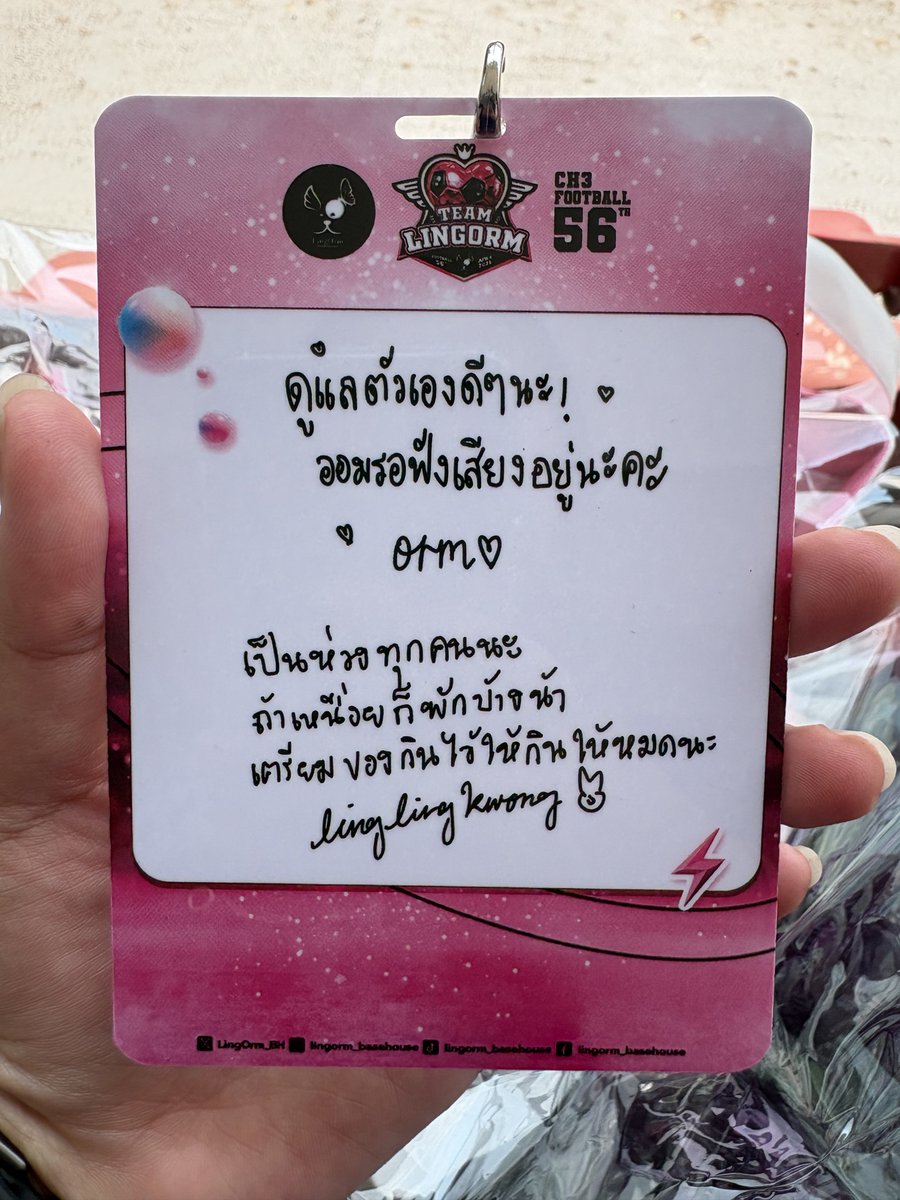 LingOrm
TEAM
LINGORM
CH3
FOOTBALL
56TH
ดูแลตัวเองดีๆนะ!
ออมรอฟังเสียงอยู่นะคะ
orm
เป็นห่วงทุกคนนะ
ถ้าเหนื่อยก็พักบ้างน้า
เตรียมของกินไว้ให้กินให้หมดนะ
lingling kwong
LingOrm_BH lingorm_basehouse lingorm_basehouse lingorm_basehouse